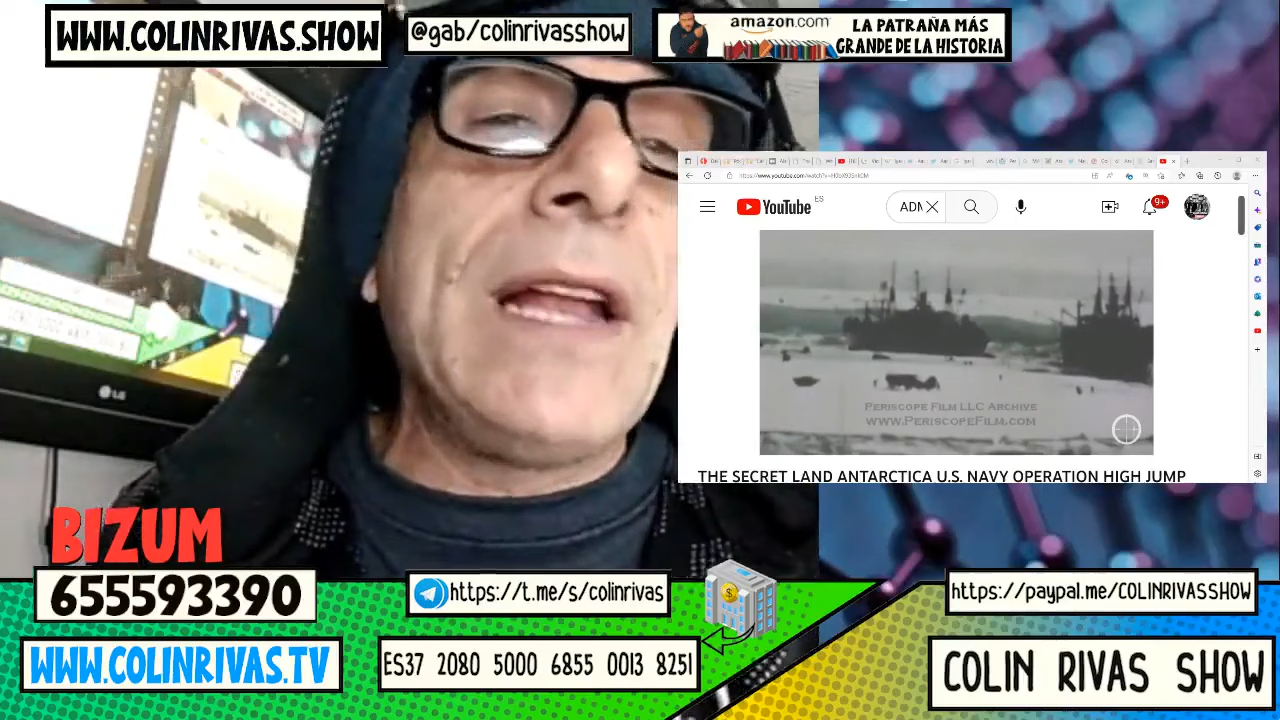 WWW.COLINRIVAS.SHOW
@gab/colinrivasshow
amazon.com
LA PATRAÑA MÁS
GRANDE DE LA HISTORIA
YouTube
ES
9+
PERISCOPE FILM LLC ARCHIVE
WWW.PERISCOPEFILM.COM
THE SECRET LAND ANTARCTICA U.S. NAVY OPERATION HIGH JUMP
LG
BIZUM
655593390
https://t.me/s/colinrivas
https://paypal.me/COLINRIVASSHOW
WWW.COLINRIVAS.TV
ES37 2080 5000 6855 0013 8251
COLIN RIVAS SHOW